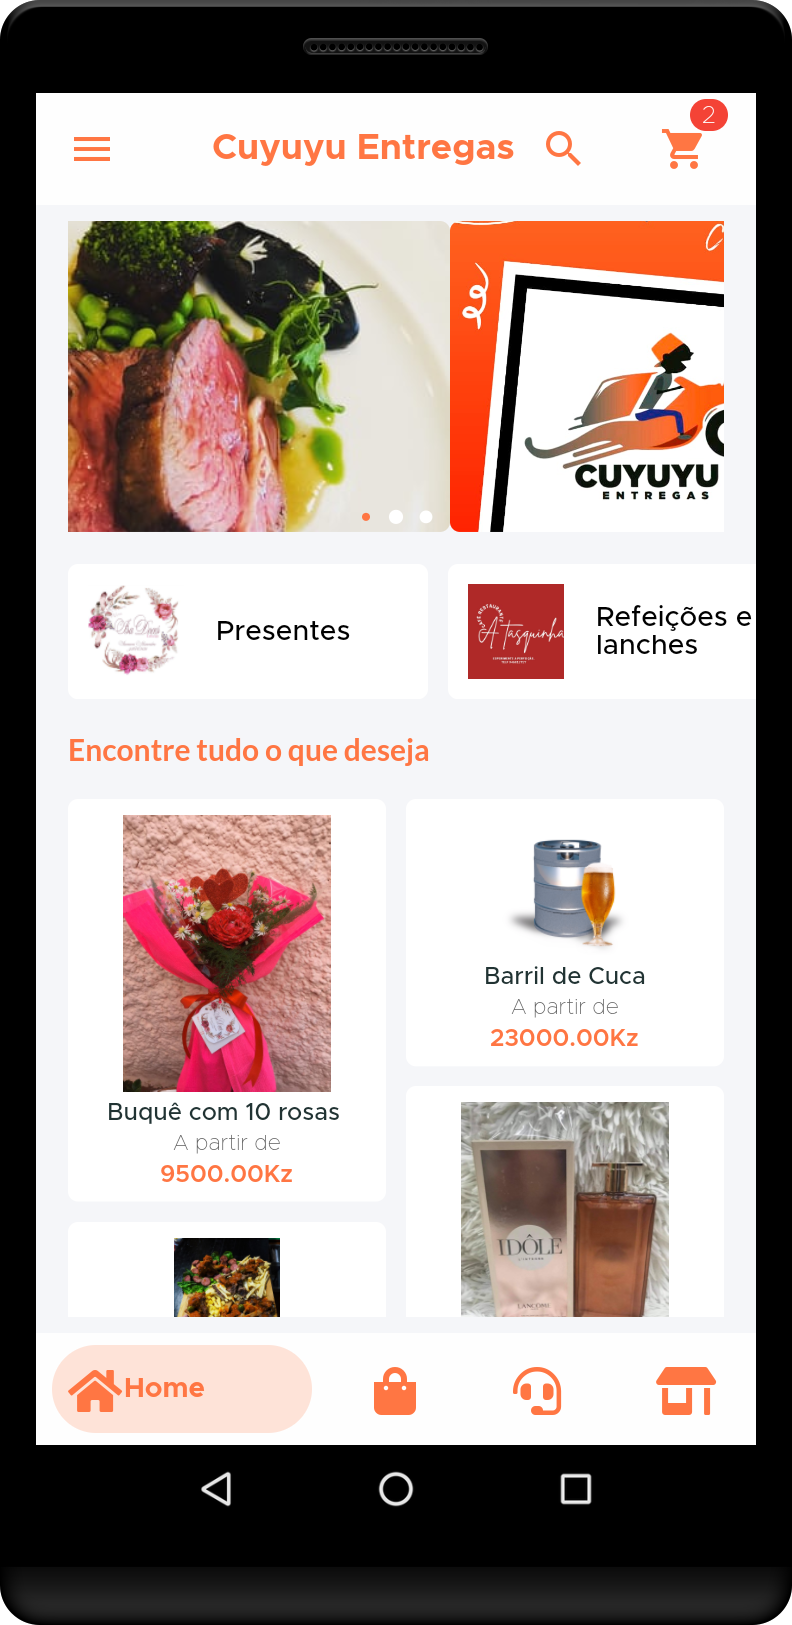 Cuyuyu Entregas
2
CUYUYU
ENTREGAS
Presentes
A Tasquinha
Refeições e
lanches
Encontre tudo o que deseja
Buquê com 10 rosas
A partir de
9500.00Kz
Barril de Cuca
A partir de
23000.00Kz
IDÔLE
LANCÔME
Home